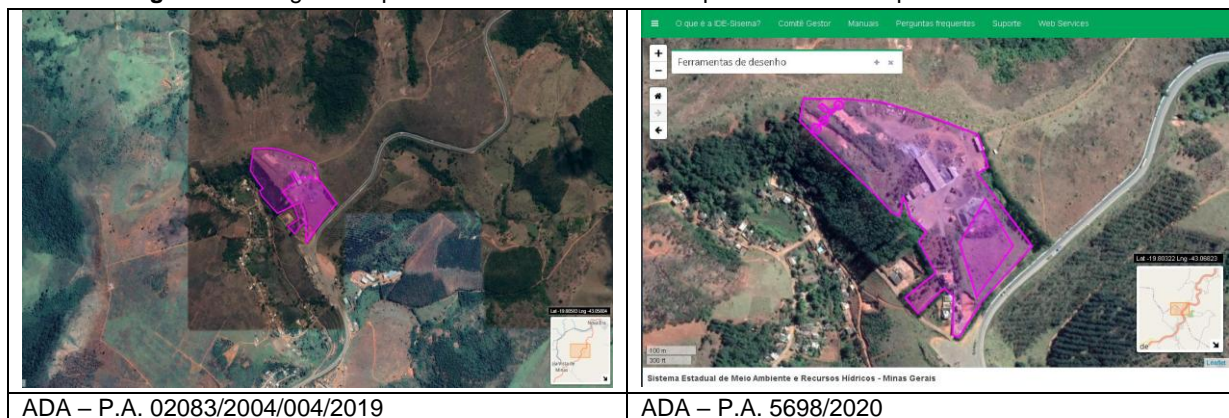 O que é a IDE-Sisema? Comitê Gestor Manuais Perguntas frequentes Suporte Web Services
+
Ferramentas de desenho + ×
−
Lat -19.80322 Lng -43.06823
de
100 m
300 ft
Leaflet
Sistema Estadual de Meio Ambiente e Recursos Hídricos - Minas Gerais
ADA – P.A. 02083/2004/004/2019
ADA – P.A. 5698/2020